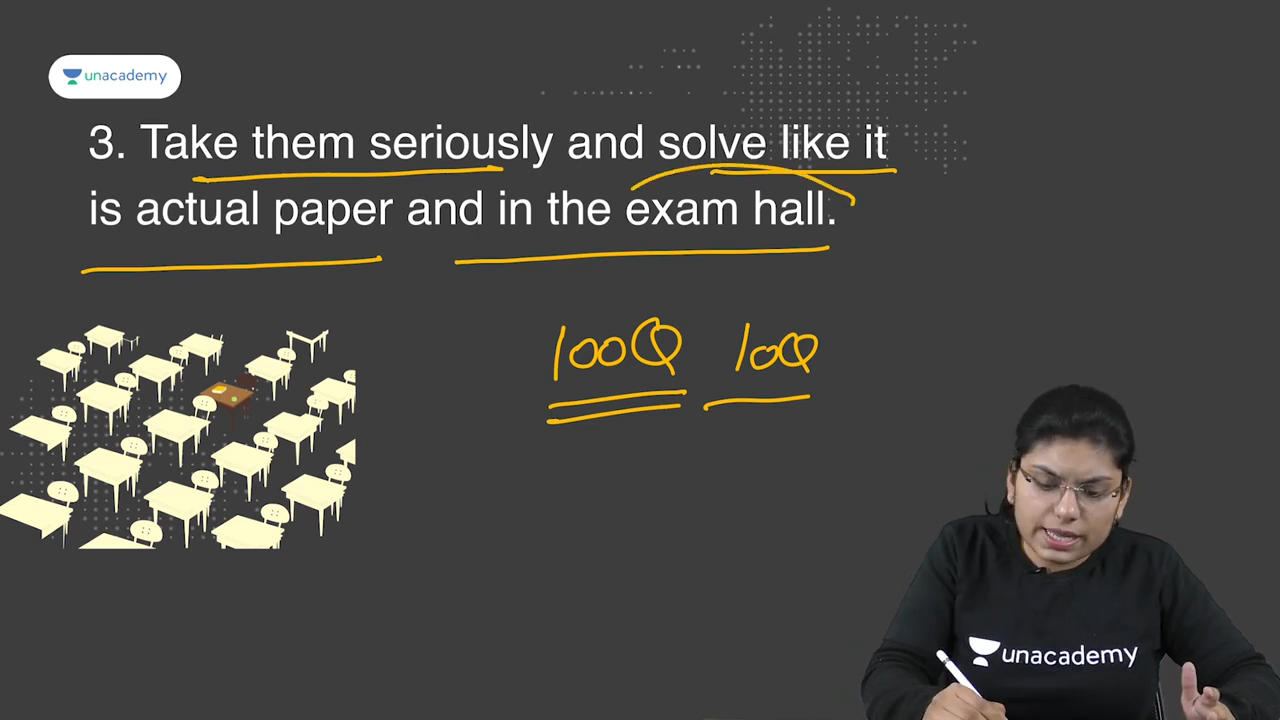 unacademy
3. Take them seriously and solve like it
is actual paper and in the exam hall.
100Q 10Q
unacademy